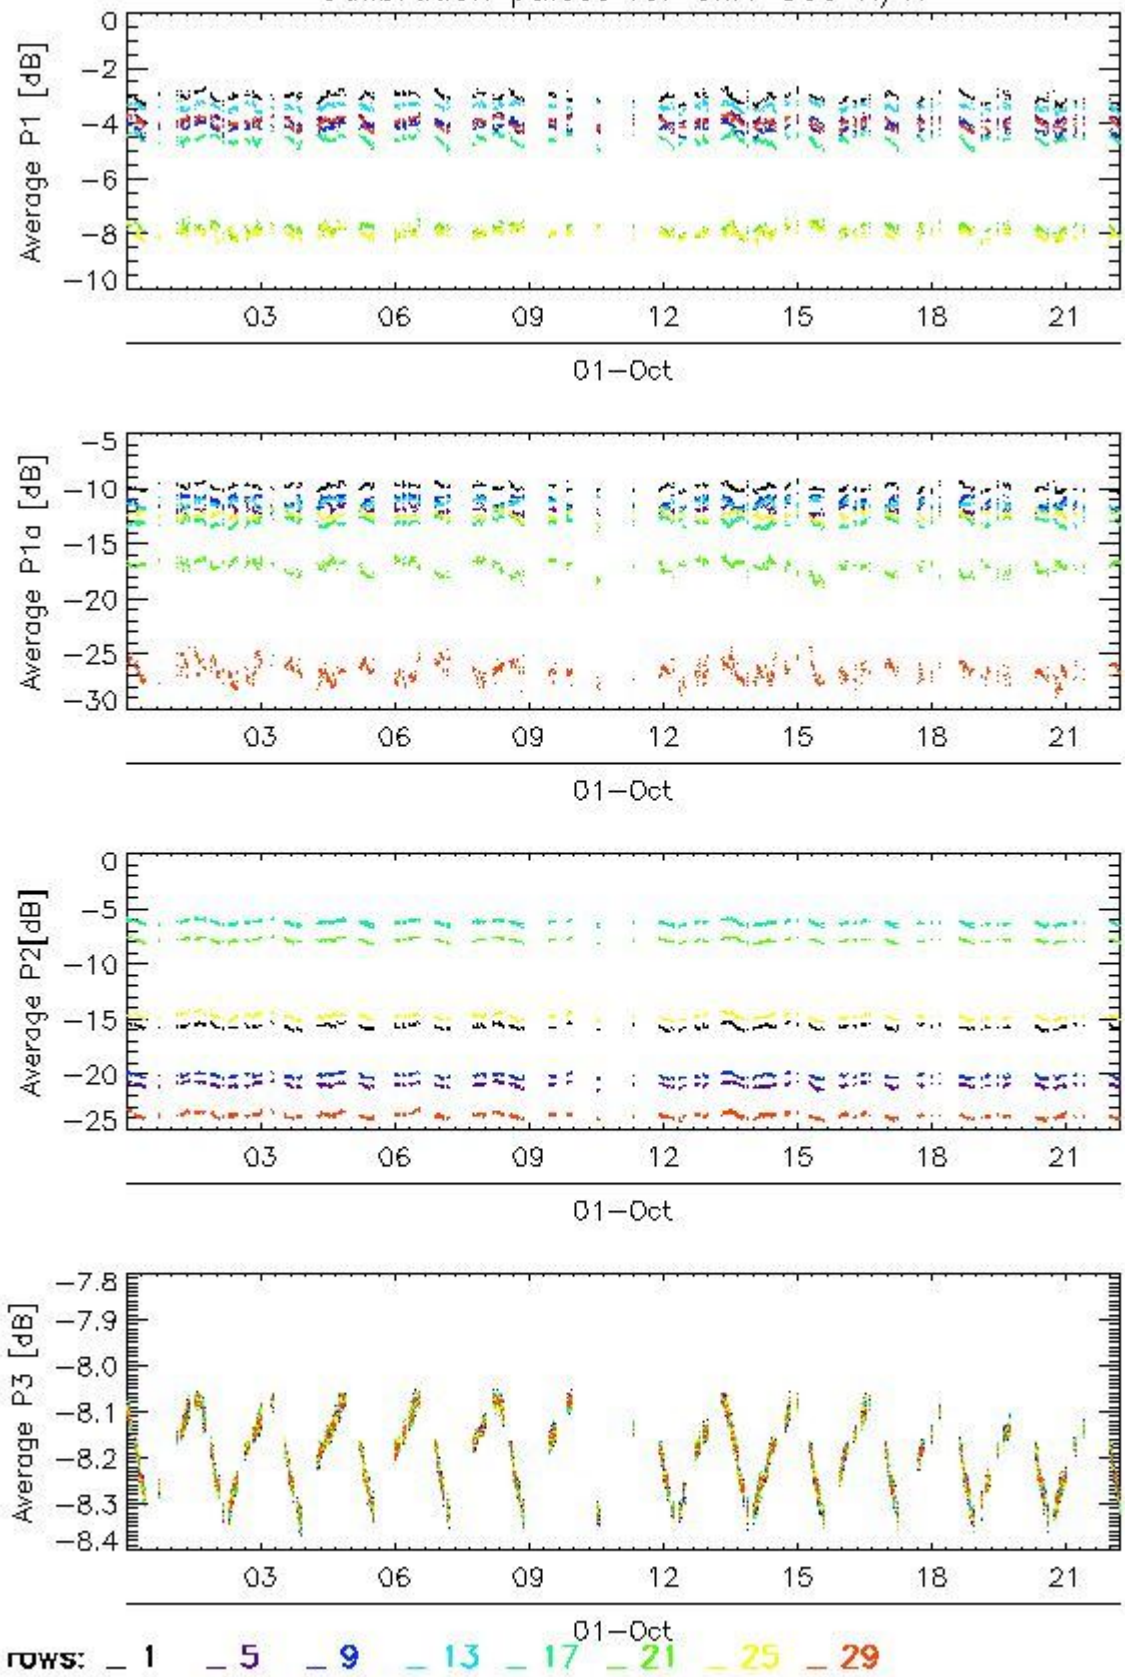 0
−2
−4
−6
−8
−10
Average P1 [dB]
03 06 09 12 15 18 21
01−Oct
−5
−10
−15
−20
−25
−30
Average P1a [dB]
03 06 09 12 15 18 21
01−Oct
0
−5
−10
−15
−20
−25
Average P2[dB]
03 06 09 12 15 18 21
01−Oct
−7.8
−7.9
−8.0
−8.1
−8.2
−8.3
−8.4
Average P3 [dB]
03 06 09 12 15 18 21
01−Oct
rows: _ 1 _ 5 _ 9 _ 13 _ 17 _ 21 _ 25 _ 29